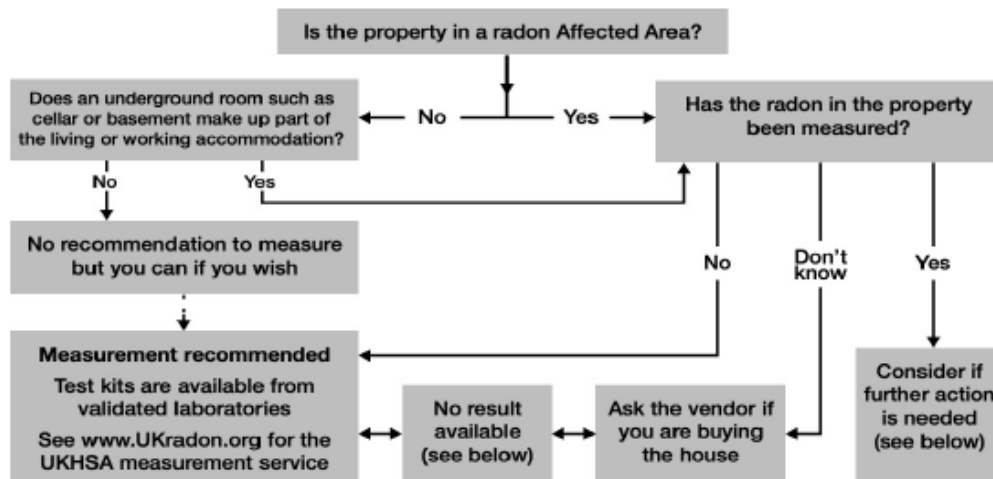 Is the property in a radon Affected Area?
Does an underground room such as
cellar or basement make up part of
the living or working accommodation?
No
Yes
Has the radon in the property
been measured?
No
Yes
No recommendation to measure
but you can if you wish
No
Don't
know
Yes
Measurement recommended
Test kits are available from
validated laboratories
See www.UKradon.org for the
UKHSA measurement service
No result
available
(see below)
Ask the vendor if
you are buying
the house
Consider if
further action
is needed
(see below)